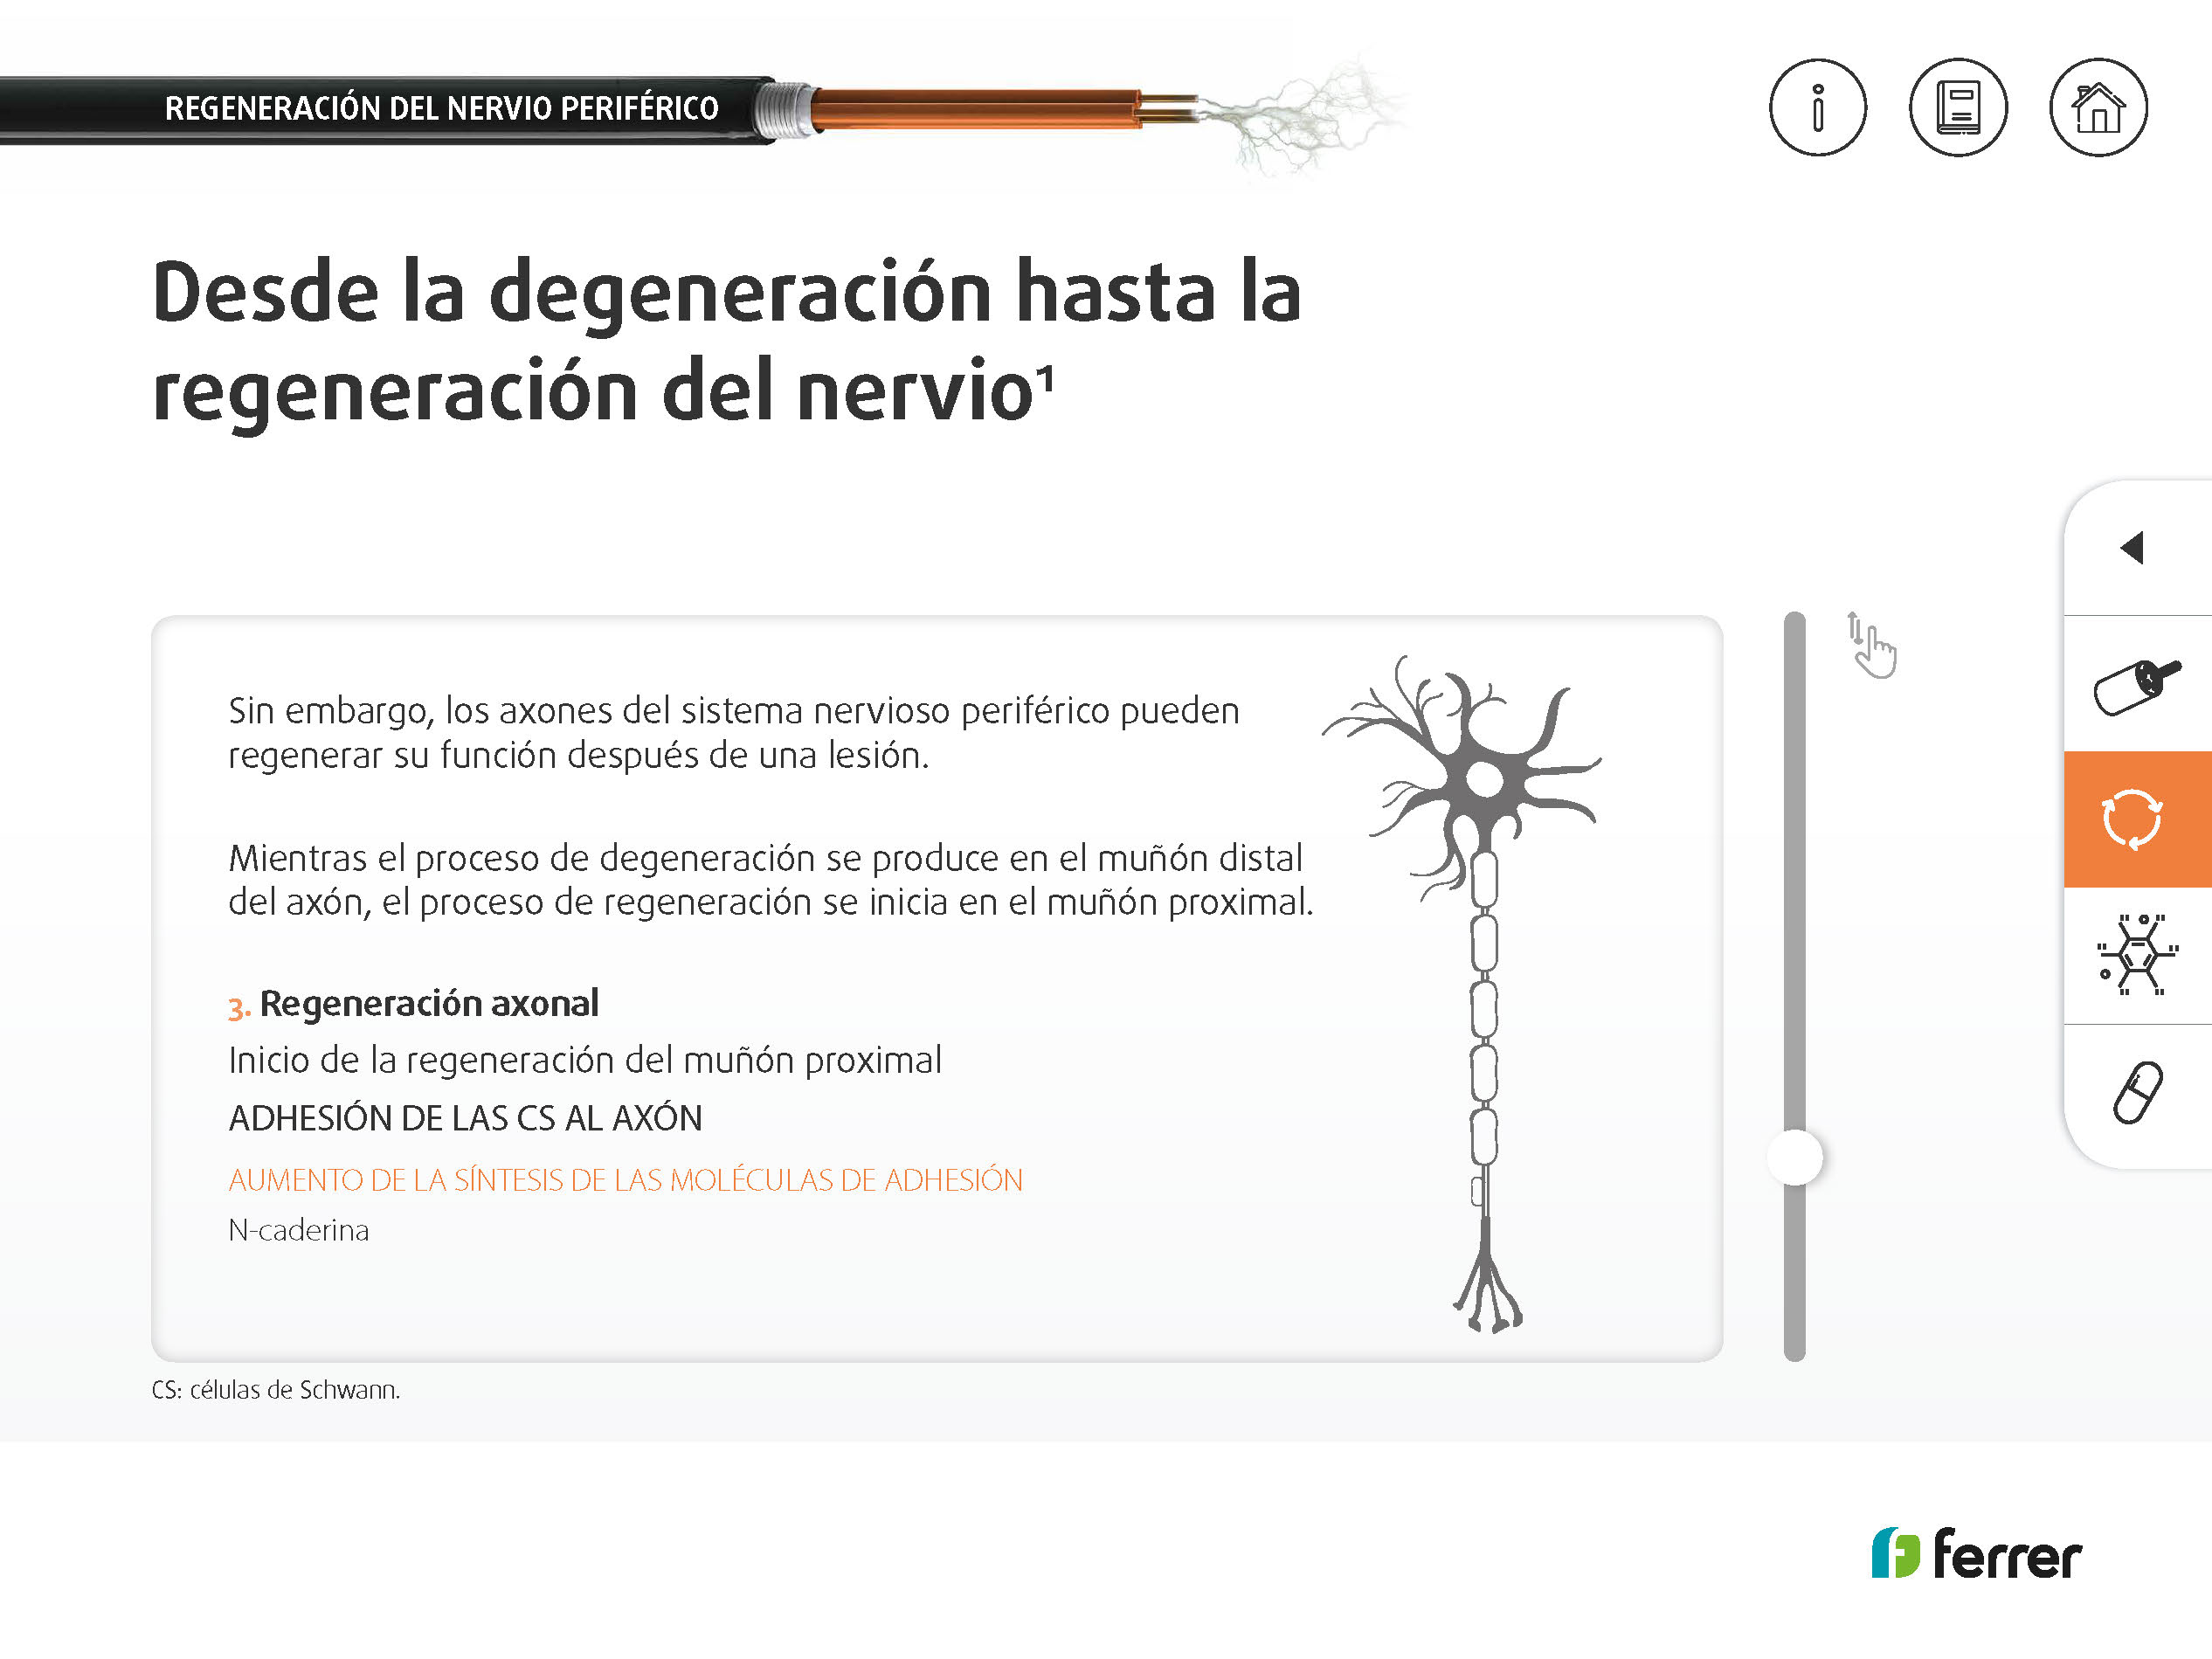 REGENERACIÓN DEL NERVIO PERIFÉRICO
Desde la degeneración hasta la
regeneración del nervio¹
Sin embargo, los axones del sistema nervioso periférico pueden
regenerar su función después de una lesión.
Mientras el proceso de degeneración se produce en el muñón distal
del axón, el proceso de regeneración se inicia en el muñón proximal.
3. Regeneración axonal
Inicio de la regeneración del muñón proximal
ADHESIÓN DE LAS CS AL AXÓN
AUMENTO DE LA SÍNTESIS DE LAS MOLÉCULAS DE ADHESIÓN
N-caderina
CS: células de Schwann.
ferrer